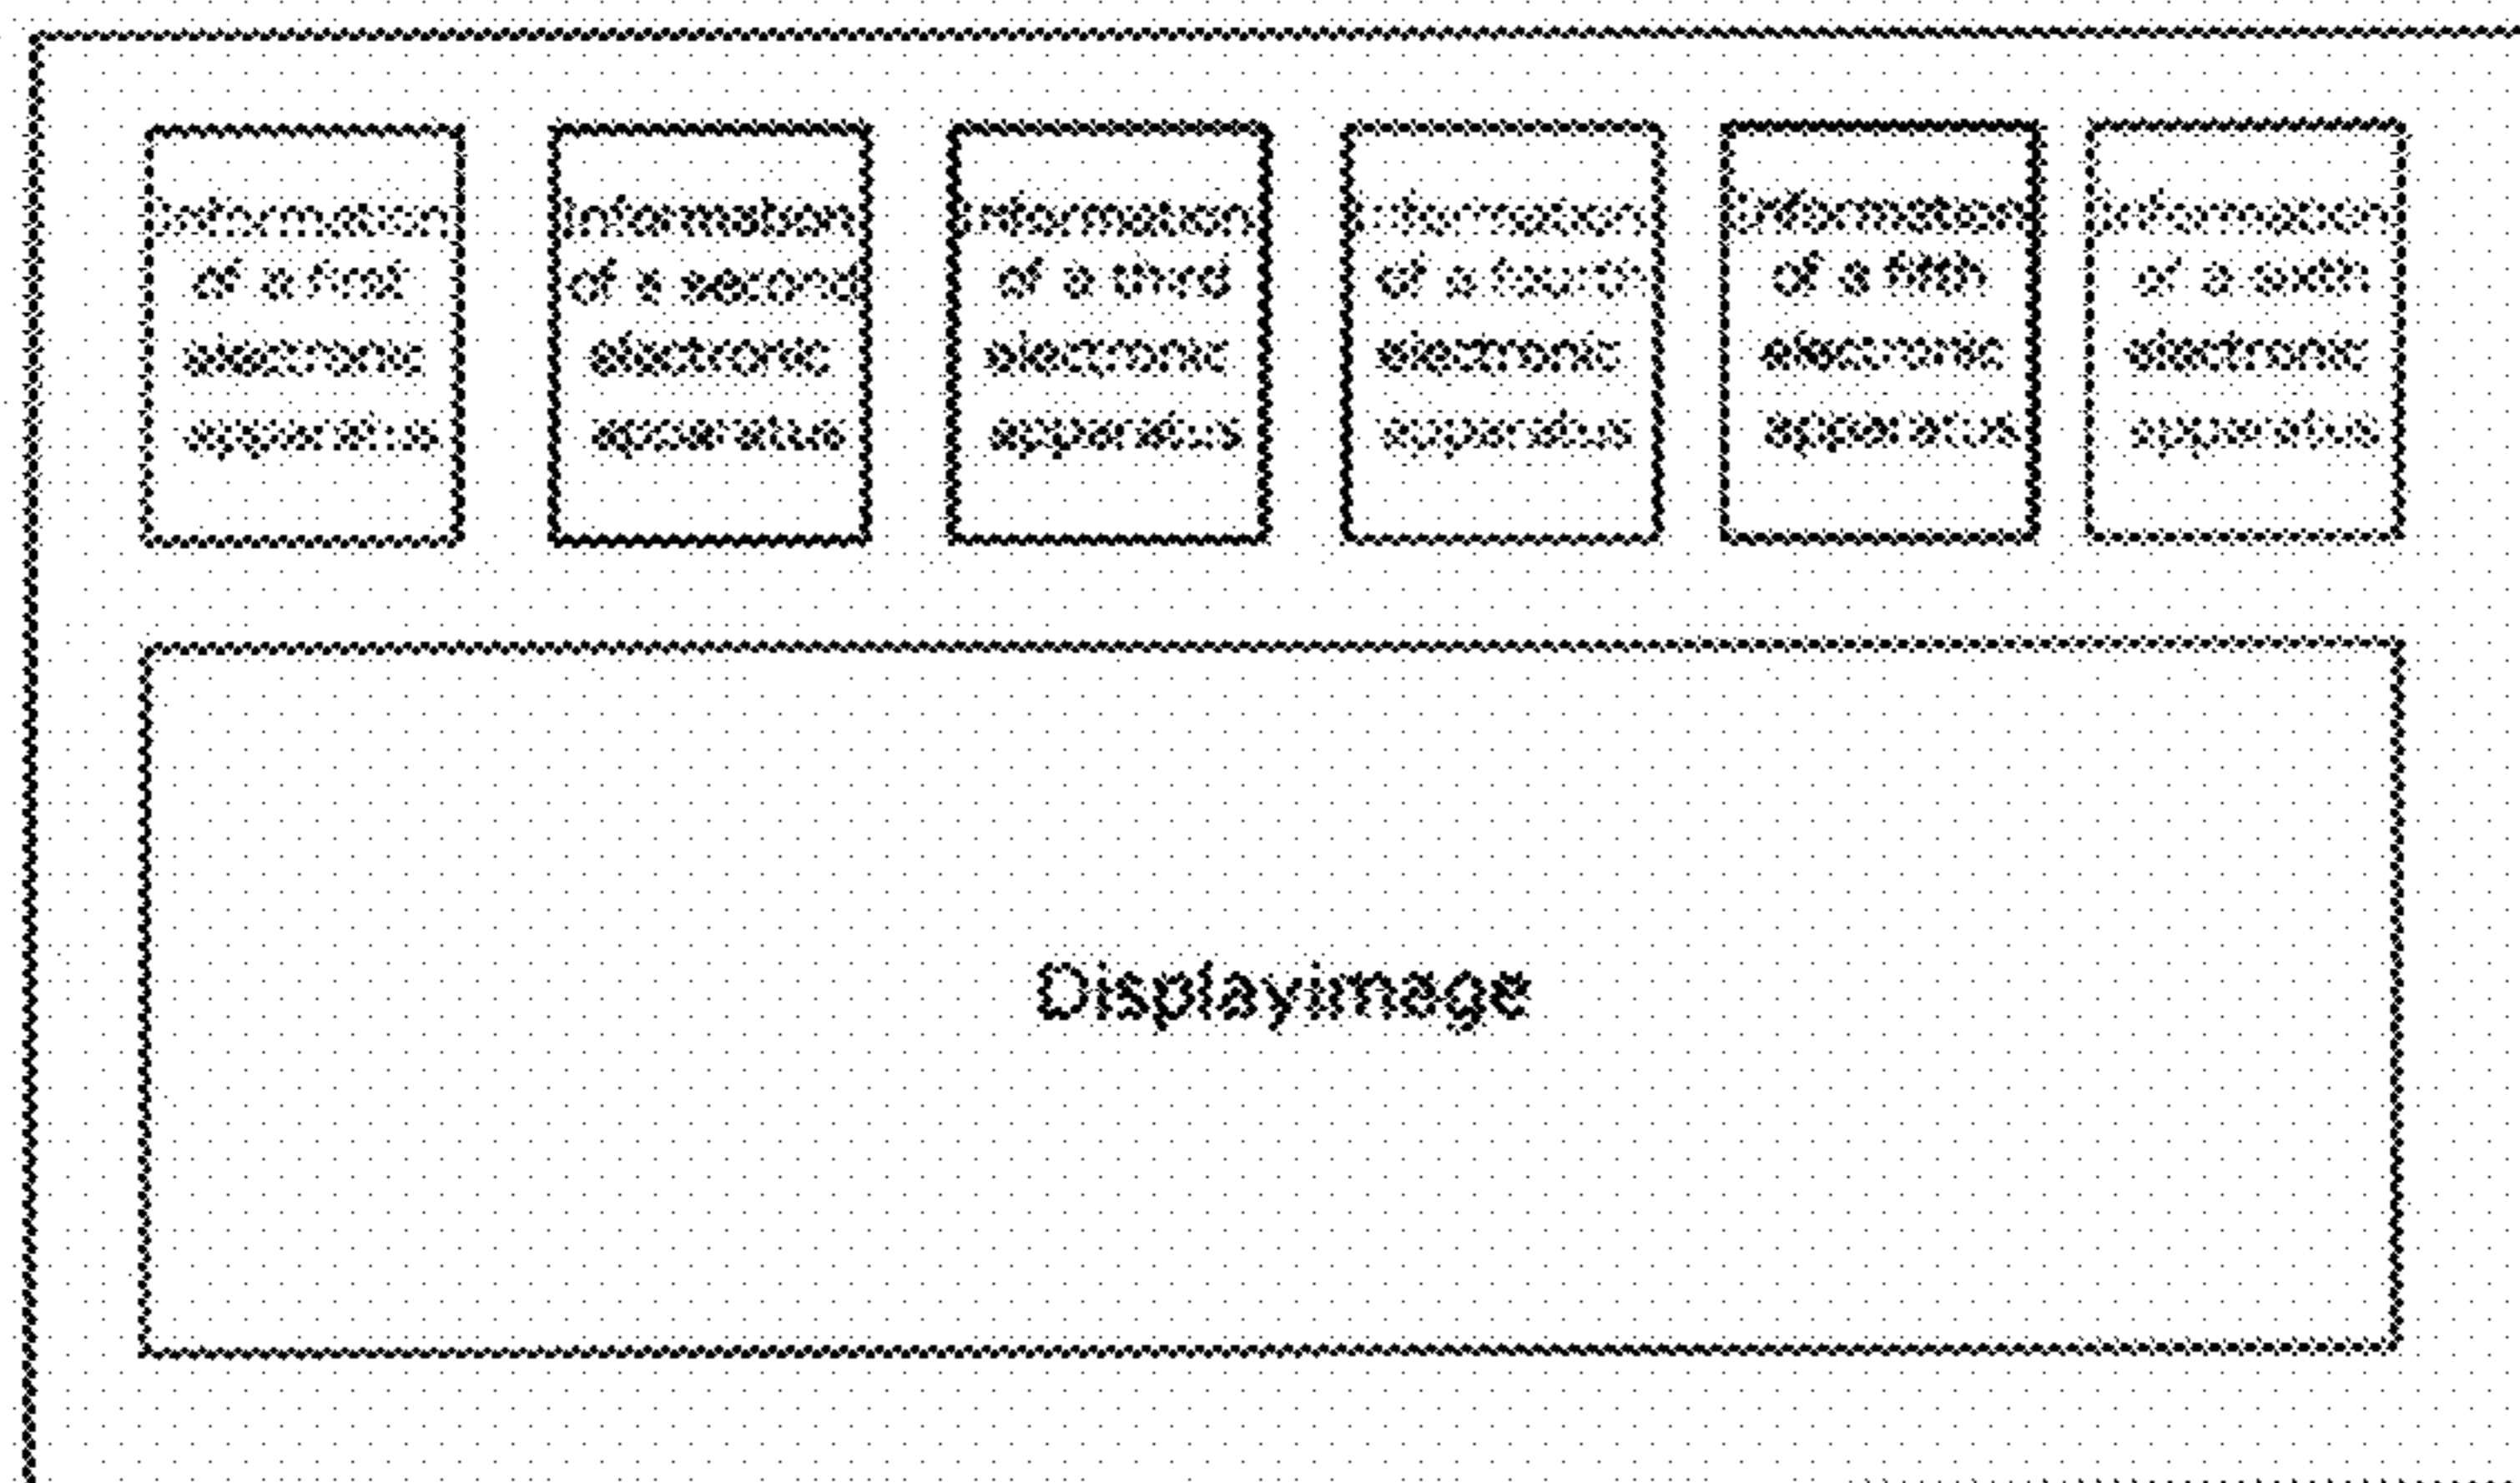 Information
of a first
electronic
apparatus
Information
of a second
electronic
apparatus
Information
of a third
electronic
apparatus
Information
of a fourth
electronic
apparatus
Information
of a fifth
electronic
apparatus
Information
of a sixth
electronic
apparatus
Displayimage